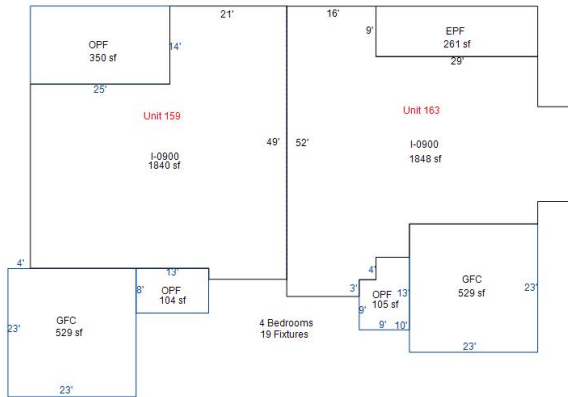 21'
16'
OPF
350 sf
14'
9'
EPF
261 sf
25'
29'
Unit 159
Unit 163
49'
52'
I-0900
1840 sf
I-0900
1848 sf
4'
13'
4'
8'
OPF
104 sf
3'
OPF
105 sf
13'
GFC
529 sf
23'
GFC
529 sf
23'
9'
9'
10'
4 Bedrooms
19 Fixtures
23'
23'